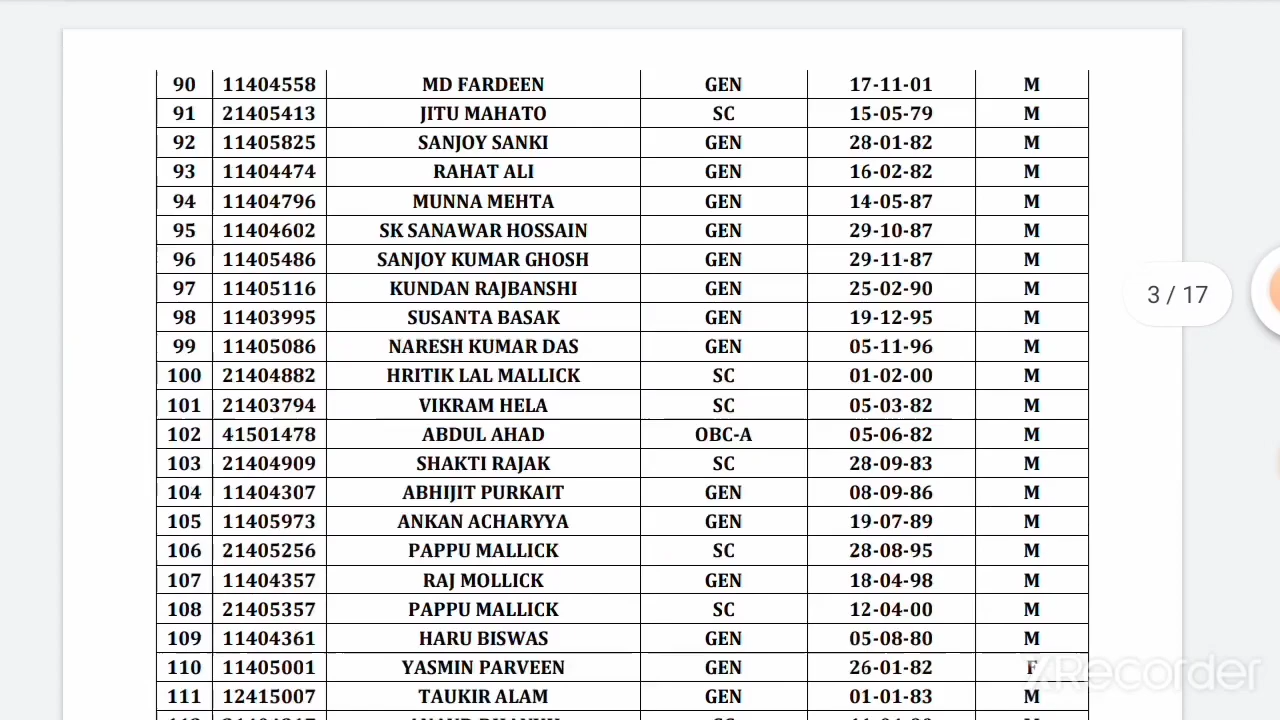 90 11404558 MD FARDEEN GEN 17-11-01 M
91 21405413 JITU MAHATO SC 15-05-79 M
92 11405825 SANJOY SANKI GEN 28-01-82 M
93 11404474 RAHAT ALI GEN 16-02-82 M
94 11404796 MUNNA MEHTA GEN 14-05-87 M
95 11404602 SK SANAWAR HOSSAIN GEN 29-10-87 M
96 11405486 SANJOY KUMAR GHOSH GEN 29-11-87 M
97 11405116 KUNDAN RAJBANSHI GEN 25-02-90 M
3 / 17
98 11403995 SUSANTA BASAK GEN 19-12-95 M
99 11405086 NARESH KUMAR DAS GEN 05-11-96 M
100 21404882 HRITIK LAL MALLICK SC 01-02-00 M
101 21403794 VIKRAM HELA SC 05-03-82 M
102 41501478 ABDUL AHAD OBC-A 05-06-82 M
103 21404909 SHAKTI RAJAK SC 28-09-83 M
104 11404307 ABHIJIT PURKAIT GEN 08-09-86 M
105 11405973 ANKAN ACHARYYA GEN 19-07-89 M
106 21405256 PAPPU MALLICK SC 28-08-95 M
107 11404357 RAJ MOLLICK GEN 18-04-98 M
108 21405357 PAPPU MALLICK SC 12-04-00 M
109 11404361 HARU BISWAS GEN 05-08-80 M
110 11405001 YASMIN PARVEEN GEN 26-01-82 F
XRecorder
111 12415007 TAUKIR ALAM GEN 01-01-83 M